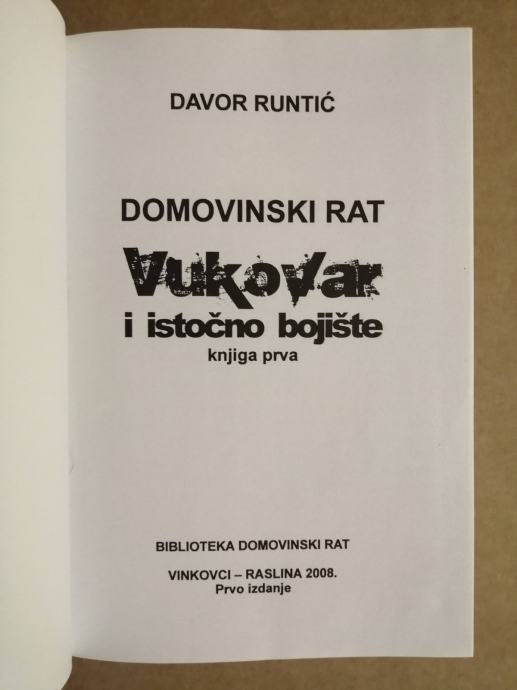 DAVOR RUNTIĆ
DOMOVINSKI RAT
Vukovar
i istočno bojište
knjiga prva
BIBLIOTEKA DOMOVINSKI RAT
VINKOVCI – RASLINA 2008.
Prvo izdanje